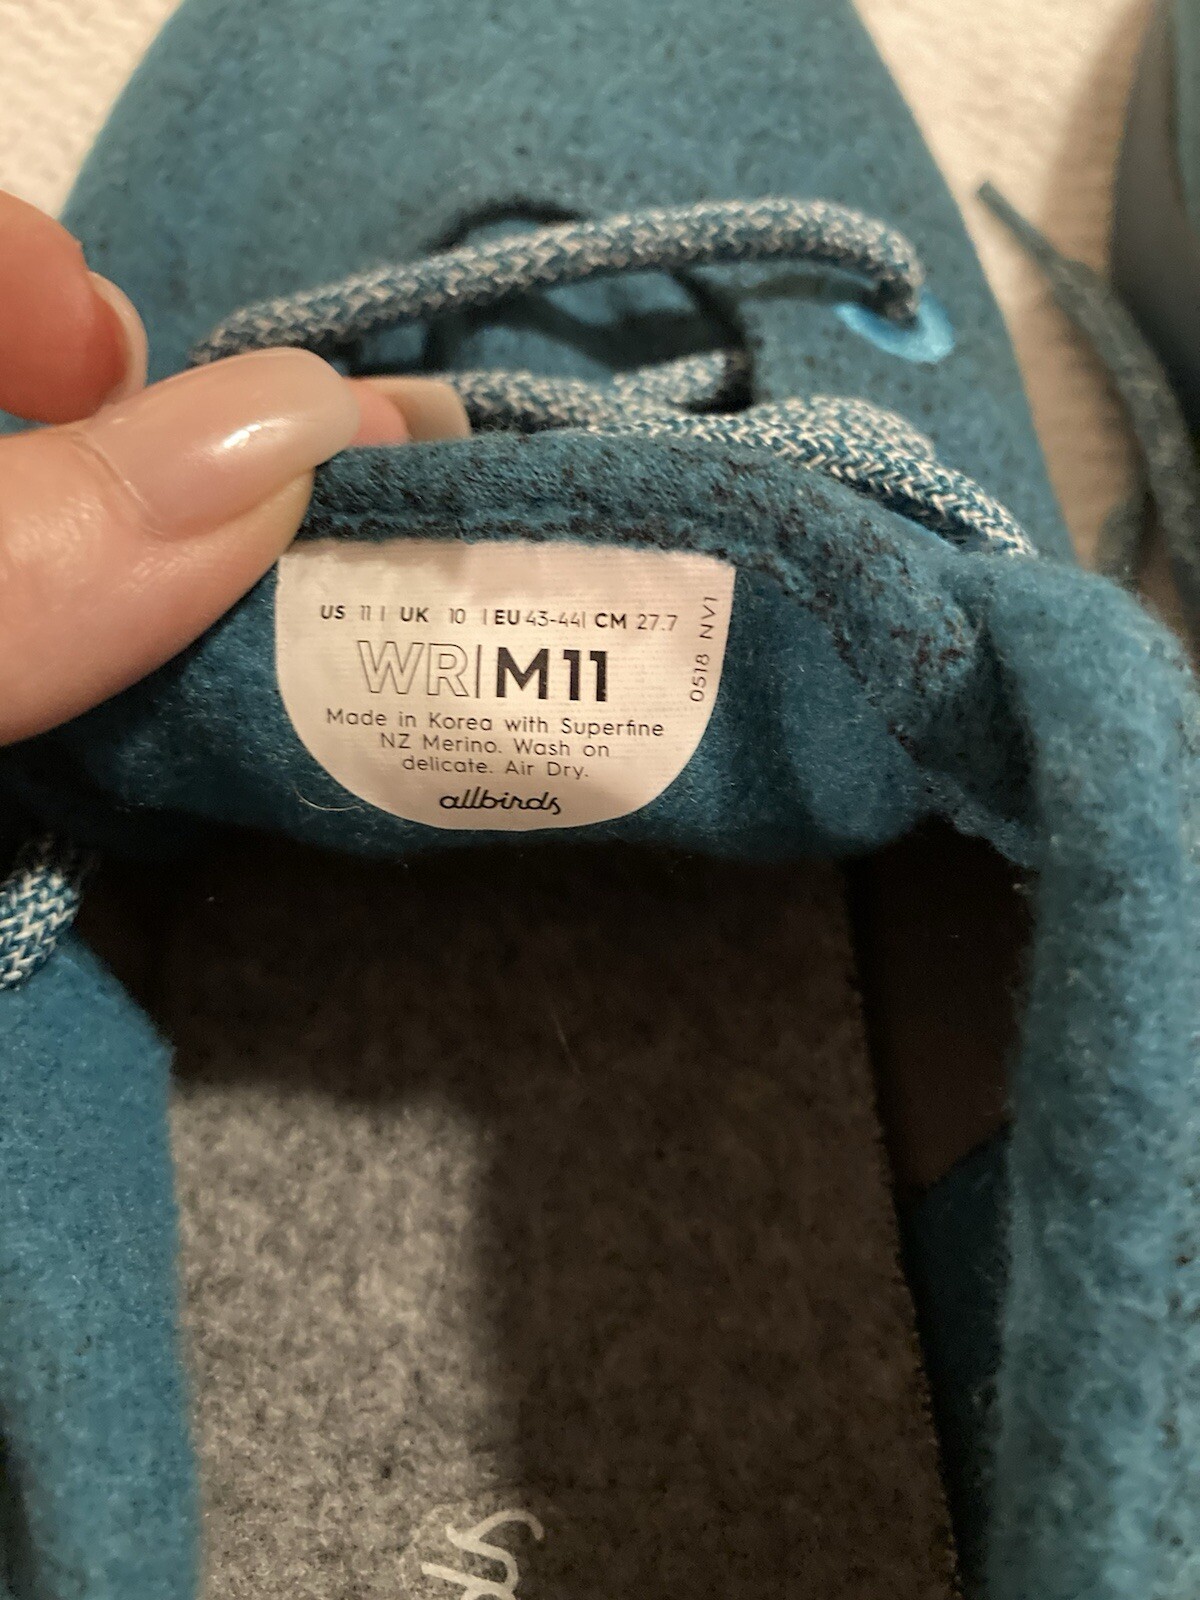 US 11 | UK 10 | EU 43-44| CM 27.7
WR|M11
Made in Korea with Superfine
NZ Merino. Wash on
delicate. Air Dry.
allbirds
0518 NV1